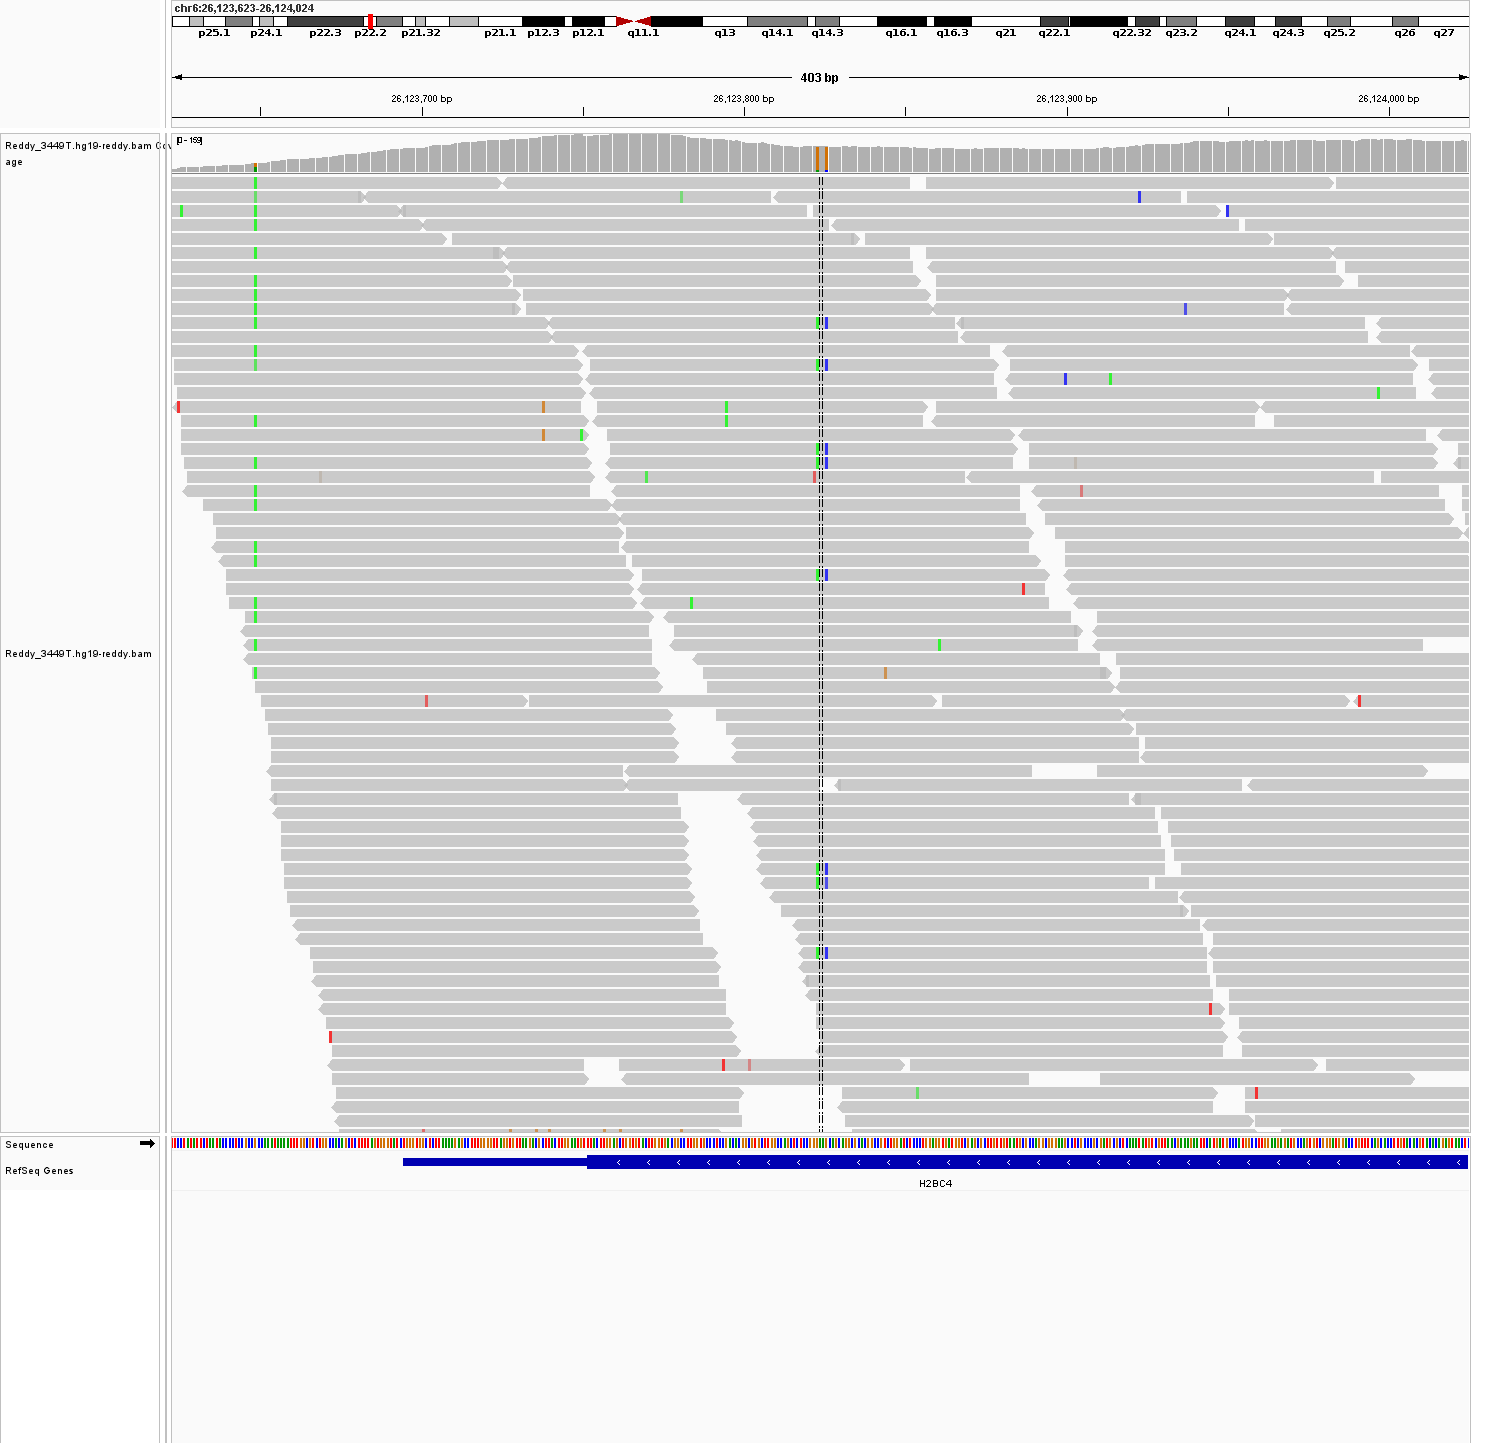 chr6:26,123,623-26,124,024
p25.1 p24.1 p22.3 p22.2 p21.32 p21.1 p12.3 p12.1 q11.1 q13 q14.1 q14.3 q16.1 q16.3 q21 q22.1 q22.32 q23.2 q24.1 q24.3 q25.2 q26 q27
403 bp
26,123,700 bp 26,123,800 bp 26,123,900 bp 26,124,000 bp
Reddy_3449T.hg19-reddy.bam Cov
age
[0 - 159]
Reddy_3449T.hg19-reddy.bam
Sequence
RefSeq Genes
H2BC4